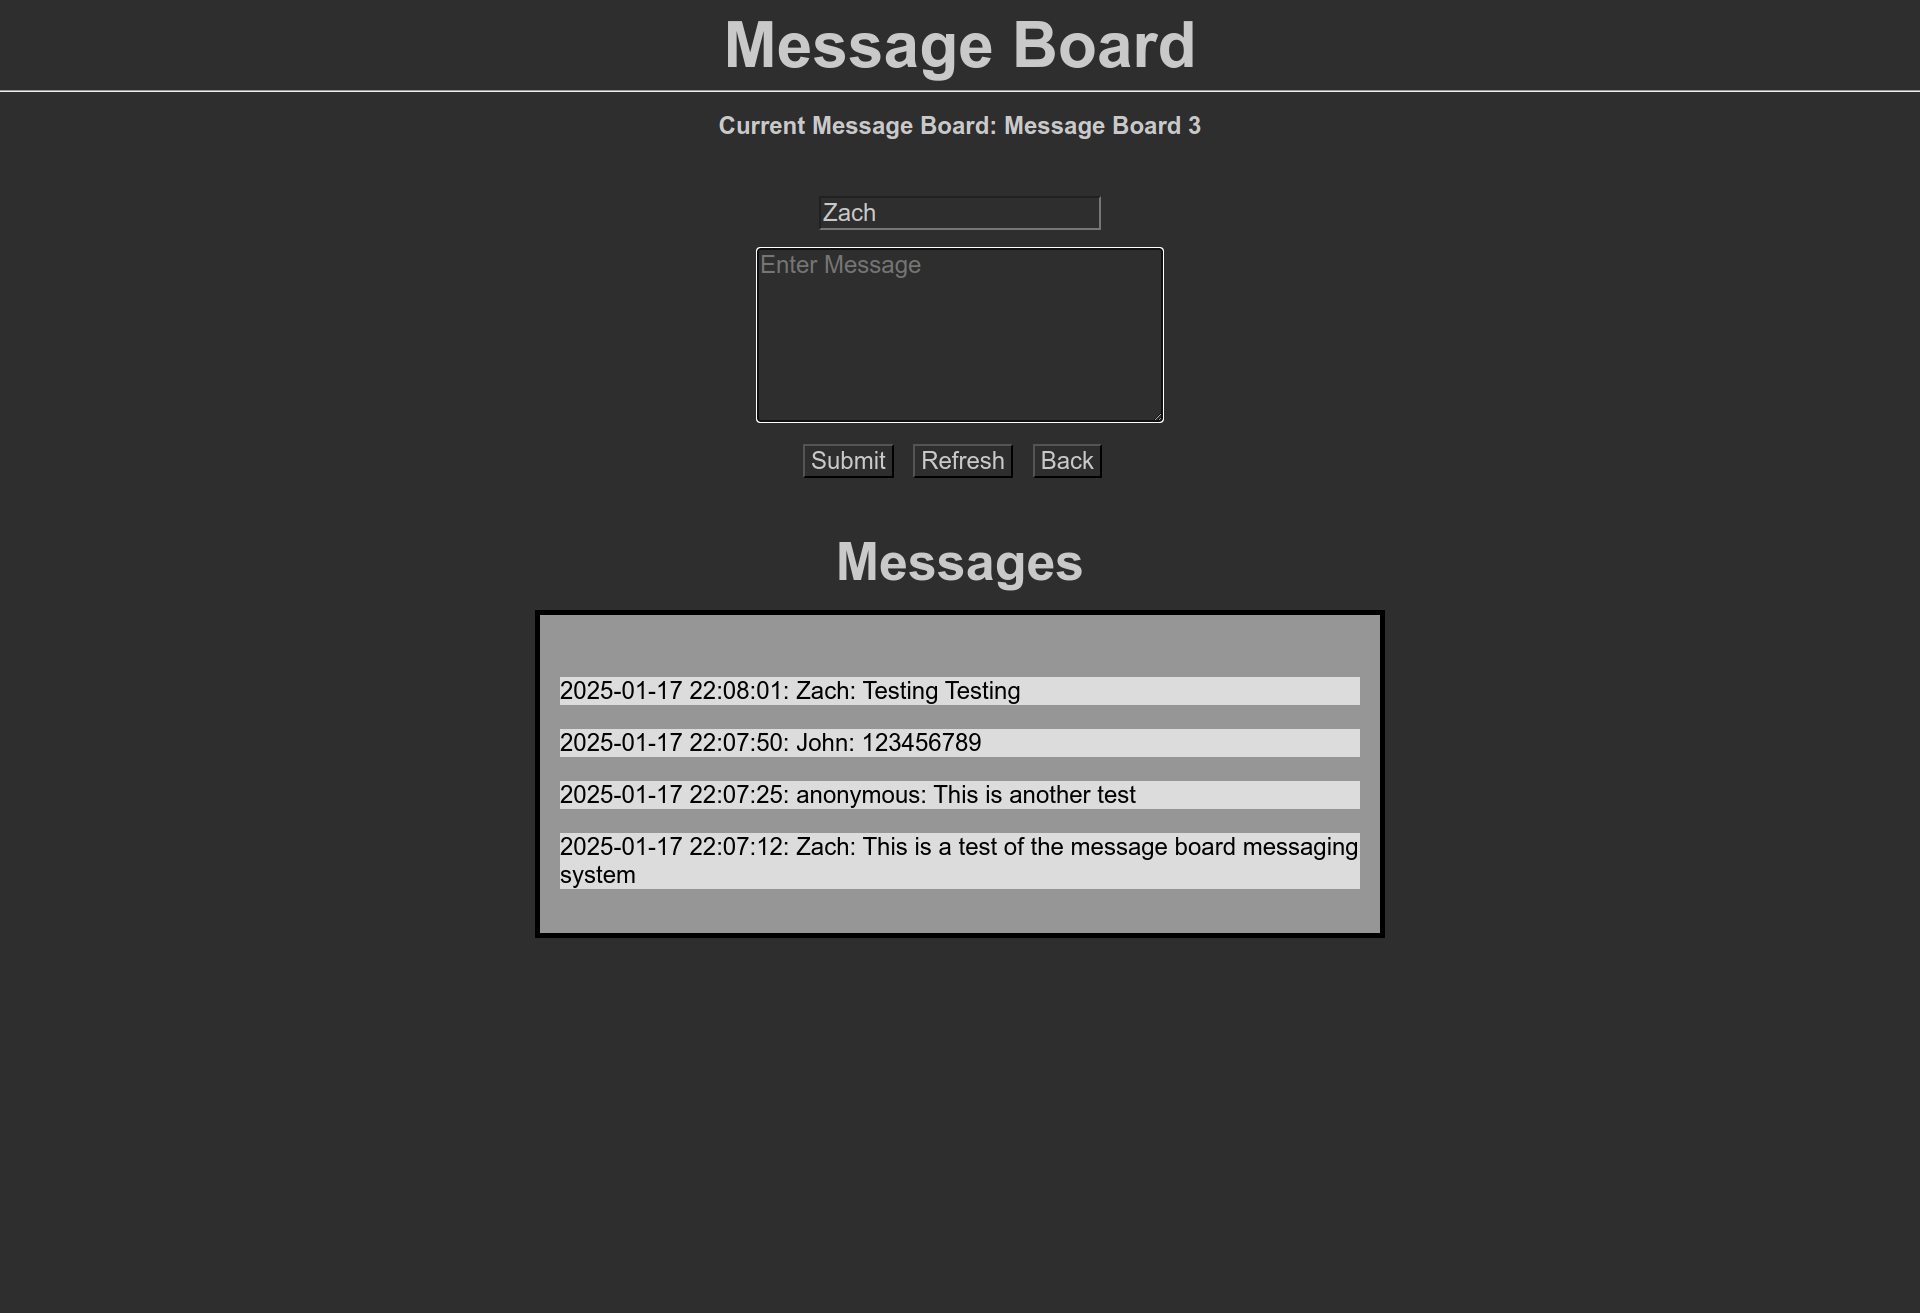 Message Board
Current Message Board: Message Board 3
Zach
Enter Message
Submit Refresh Back
Messages
2025-01-17 22:08:01: Zach: Testing Testing
2025-01-17 22:07:50: John: 123456789
2025-01-17 22:07:25: anonymous: This is another test
2025-01-17 22:07:12: Zach: This is a test of the message board messaging
system